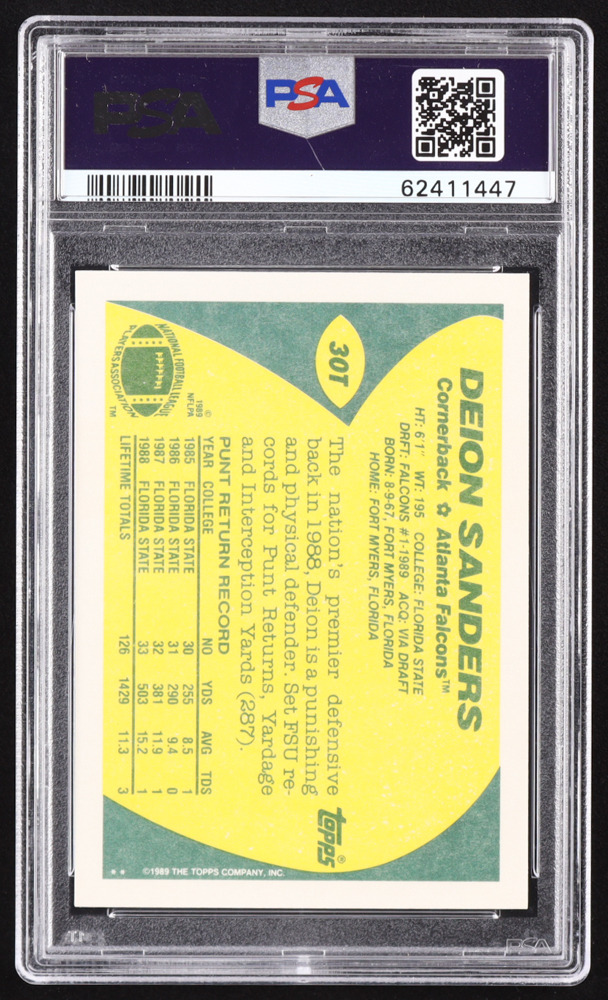 PSA
PSA
62411447
30T
DEION SANDERS
Cornerback ✿ Atlanta Falcons™
HT: 6'1" WT: 195 COLLEGE: FLORIDA STATE
DRFT: FALCONS #1-1989 ACQ: VIA DRAFT
BORN: 8-9-67, FORT MYERS, FLORIDA
HOME: FORT MYERS, FLORIDA
The nation's premier defensive
back in 1988, Deion is a punishing
and physical defender. Set FSU re-
cords for Punt Returns, Yardage
and Interception Yards (287).
topps®
NATIONAL FOOTBALL LEAGUE
PLAYERS ASSOCIATION
TM
©
1989
NFLPA
PUNT RETURN RECORD
YEAR COLLEGE NO YDS AVG TDS
1985 FLORIDA STATE 30 255 8.5 1
1986 FLORIDA STATE 31 290 9.4 0
1987 FLORIDA STATE 32 381 11.9 1
1988 FLORIDA STATE 33 503 15.2 1
LIFETIME TOTALS 126 1429 11.3 3
** ©1989 THE TOPPS COMPANY, INC.
PSA